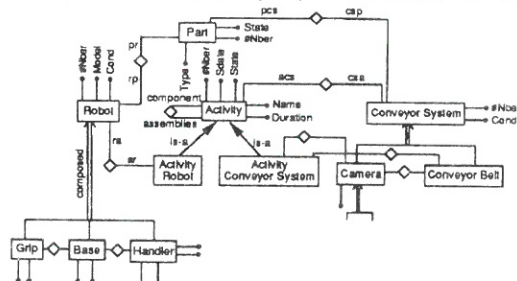 pcs
csp
State
Part
#Nber
pr
#Nber
Model
Cond
rp
Type
#Nber
Sdate
State
acs
csa
component
Robot
Activity
Name
Conveyor System
#Nbe
assemblies
Duration
Cond
ra
is-a
is-a
composed
ar
Activity
Robot
Activity
Conveyor System
Camera
Conveyor Belt
Grip
Base
Handler